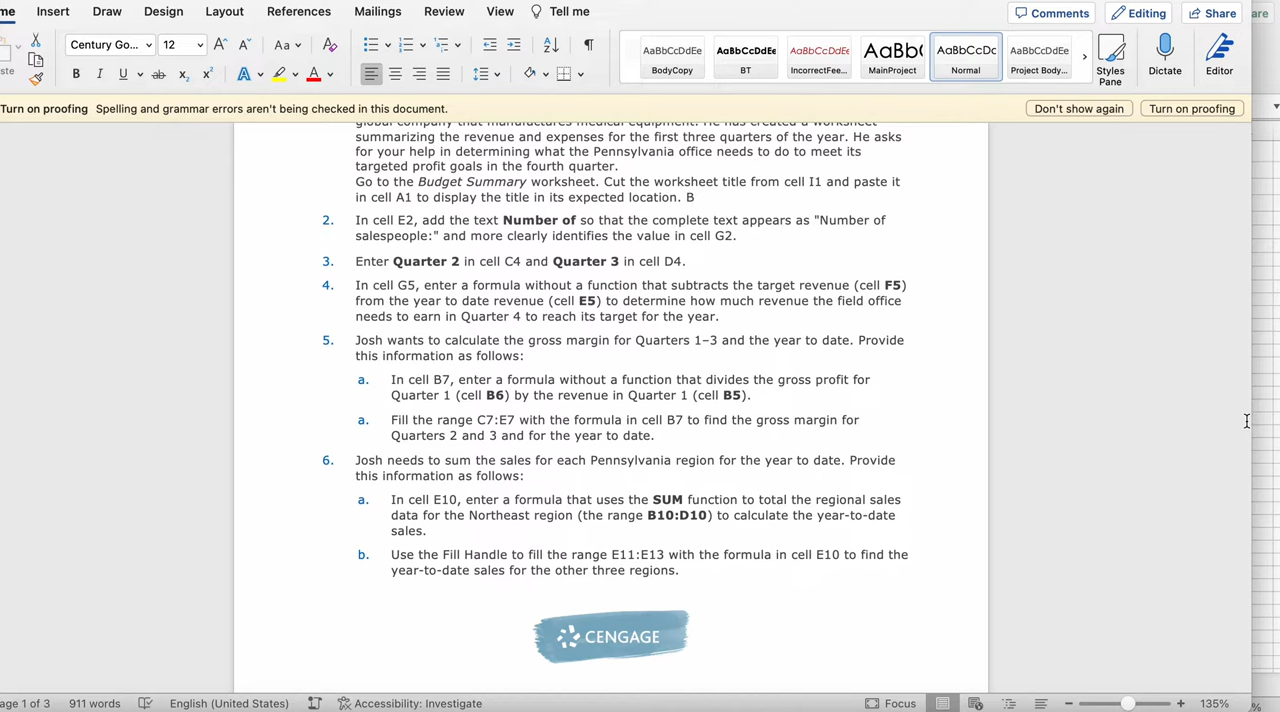 me Insert Draw Design Layout References Mailings Review View Tell me Comments Editing Share are
Century Go... 12 A A Aa A AaBbCcDdEe AaBbCcDdEe AaBbCcDdEe AaBb( AaBbCcDc AaBbCcDdEe
ste B I U ab x2 x2 A A BodyCopy BT IncorrectFee... MainProject Normal Project Body... Styles Pane Dictate Editor
Turn on proofing Spelling and grammar errors aren't being checked in this document. Don't show again Turn on proofing
global company that manufactures medical equipment. He has created a worksheet
summarizing the revenue and expenses for the first three quarters of the year. He asks
for your help in determining what the Pennsylvania office needs to do to meet its
targeted profit goals in the fourth quarter.
Go to the Budget Summary worksheet. Cut the worksheet title from cell I1 and paste it
in cell A1 to display the title in its expected location. B
2. In cell E2, add the text Number of so that the complete text appears as "Number of
salespeople:" and more clearly identifies the value in cell G2.
3. Enter Quarter 2 in cell C4 and Quarter 3 in cell D4.
4. In cell G5, enter a formula without a function that subtracts the target revenue (cell F5)
from the year to date revenue (cell E5) to determine how much revenue the field office
needs to earn in Quarter 4 to reach its target for the year.
5. Josh wants to calculate the gross margin for Quarters 1–3 and the year to date. Provide
this information as follows:
a. In cell B7, enter a formula without a function that divides the gross profit for
Quarter 1 (cell B6) by the revenue in Quarter 1 (cell B5).
a. Fill the range C7:E7 with the formula in cell B7 to find the gross margin for
Quarters 2 and 3 and for the year to date.
6. Josh needs to sum the sales for each Pennsylvania region for the year to date. Provide
this information as follows:
a. In cell E10, enter a formula that uses the SUM function to total the regional sales
data for the Northeast region (the range B10:D10) to calculate the year-to-date
sales.
b. Use the Fill Handle to fill the range E11:E13 with the formula in cell E10 to find the
year-to-date sales for the other three regions.
CENGAGE
age 1 of 3 911 words English (United States) Accessibility: Investigate Focus 135% %